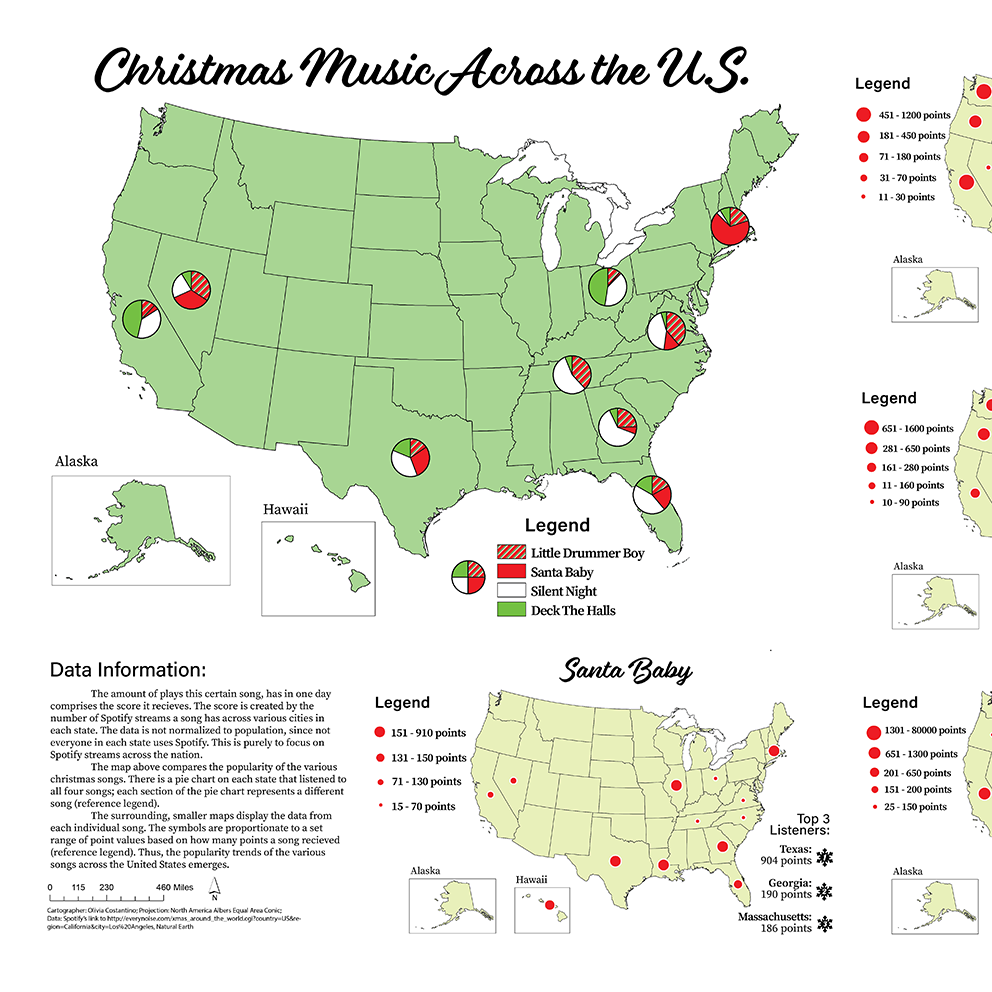 Christmas Music Across the U.S.
Alaska
Hawaii
Legend
Little Drummer Boy
Santa Baby
Silent Night
Deck The Halls
Legend
451 - 1200 points
181 - 450 points
71 - 180 points
31 - 70 points
11 - 30 points
Alaska
Legend
651 - 1600 points
281 - 650 points
161 - 280 points
11 - 160 points
10 - 90 points
Alaska
Data Information:
The amount of plays this certain song, has in one day
comprises the score it recieves. The score is created by the
number of Spotify streams a song has across various cities in
each state. The data is not normalized to population, since not
everyone in each state uses Spotify. This is purely to focus on
Spotify streams across the nation.
The map above compares the popularity of the various
christmas songs. There is a pie chart on each state that listened to
all four songs; each section of the pie chart represents a different
song (reference legend).
The surrounding, smaller maps display the data from
each individual song. The symbols are proportionate to a set
range of point values based on how many points a song recieved
(reference legend). Thus, the popularity trends of the various
songs across the United States emerges.
0 115 230 460 Miles
N
Cartographer: Olivia Costantino; Projection: North America Albers Equal Area Conic;
Data: Spotify's link to http://everynoise.com/xmas_around_the_world.cgi?country=US&re-
gion=California&city=Los%20Angeles, Natural Earth
Santa Baby
Legend
151 - 910 points
131 - 150 points
71 - 130 points
15 - 70 points
Alaska
Hawaii
Top 3
Listeners:
Texas:
904 points
1
Georgia:
190 points
2
Massachusetts:
186 points
3
Legend
1301 - 80000 points
651 - 1300 points
201 - 650 points
151 - 200 points
25 - 150 points
Alaska